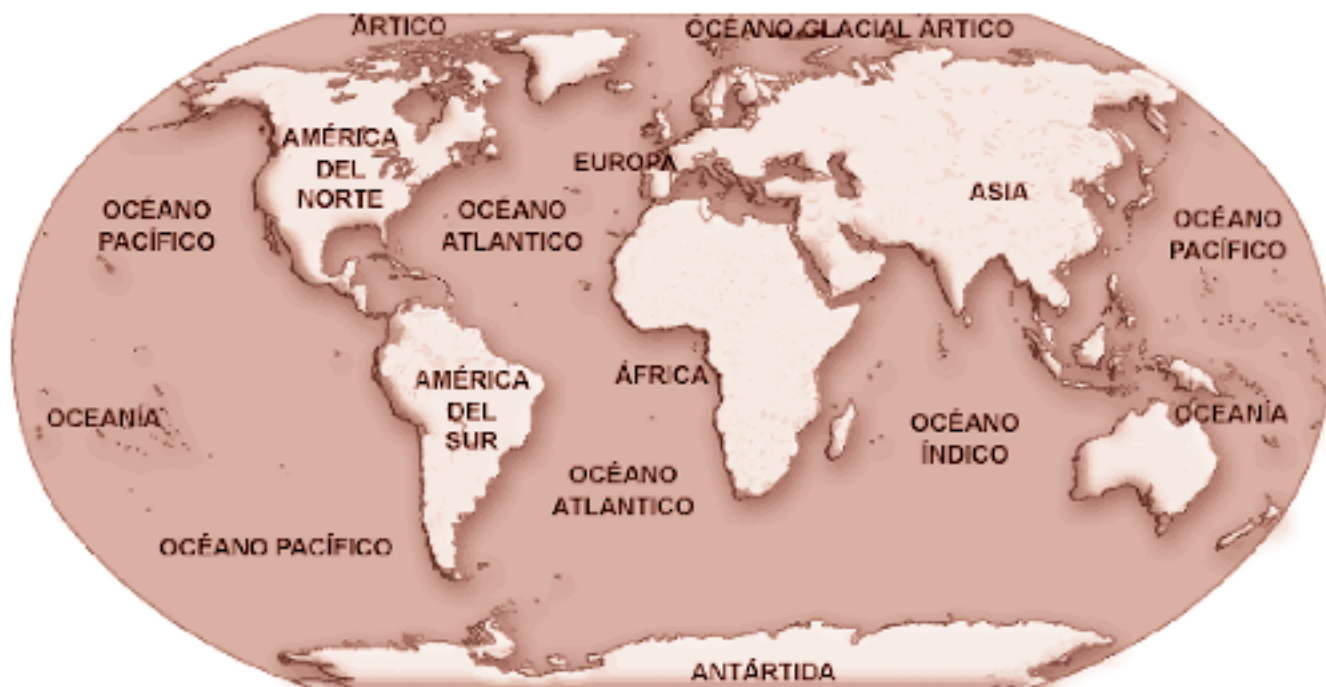 ÁRTICO
OCÉANO GLACIAL ÁRTICO
AMÉRICA
DEL
NORTE
EUROPA
ASIA
OCÉANO
PACÍFICO
OCÉANO
ATLANTICO
OCÉANO
PACÍFICO
AMÉRICA
DEL
SUR
ÁFRICA
OCEANÍA
OCEANÍA
OCÉANO
ÍNDICO
OCÉANO
ATLANTICO
OCÉANO PACÍFICO
ANTÁRTIDA